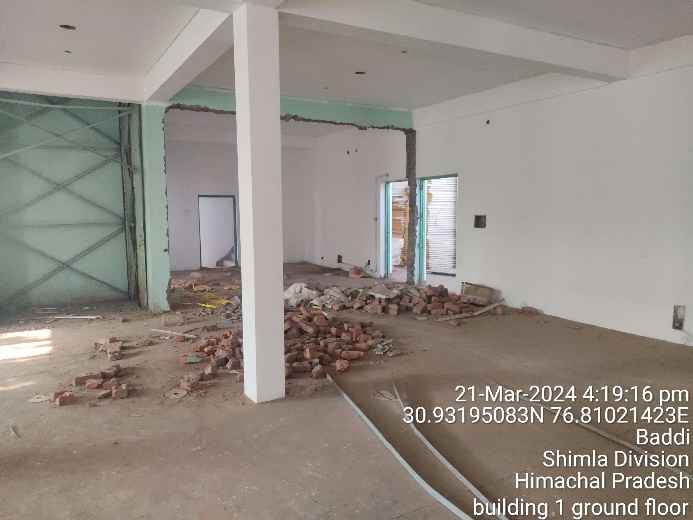 21-Mar-2024 4:19:16 pm
30.93195083N 76.81021423E
Baddi
Shimla Division
Himachal Pradesh
building 1 ground floor